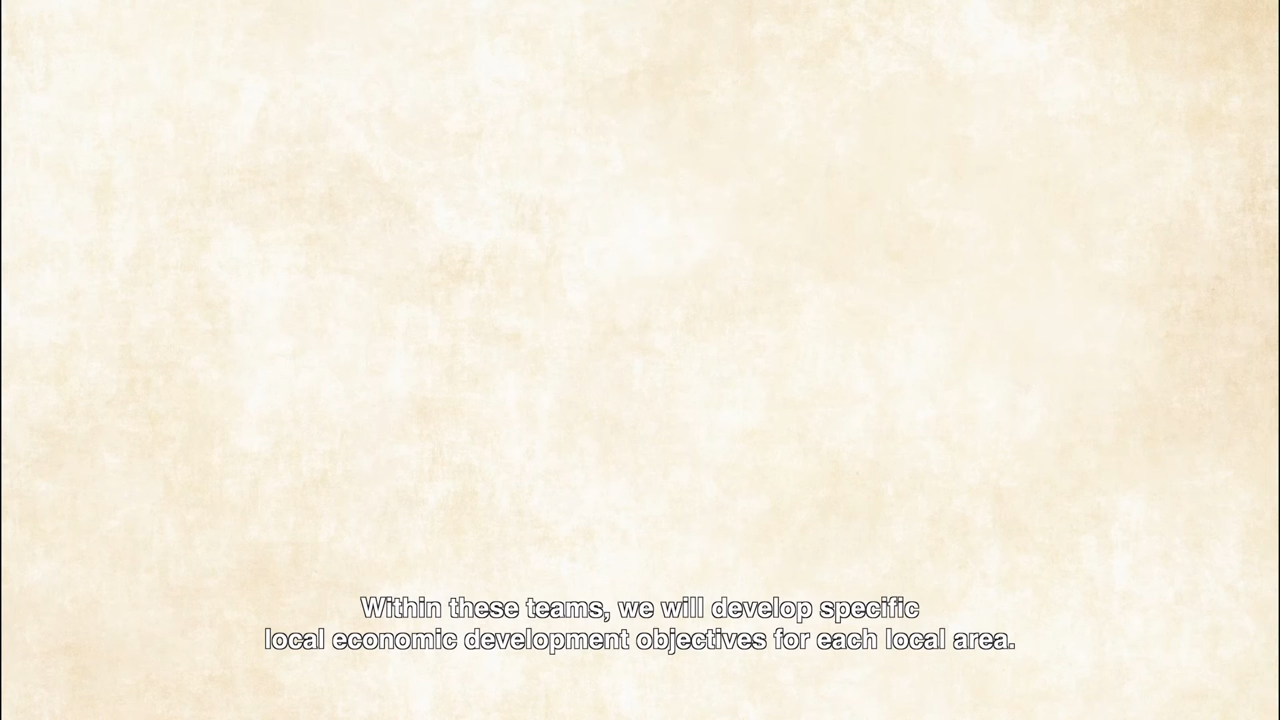 Within these teams, we will develop specific
local economic development objectives for each local area.